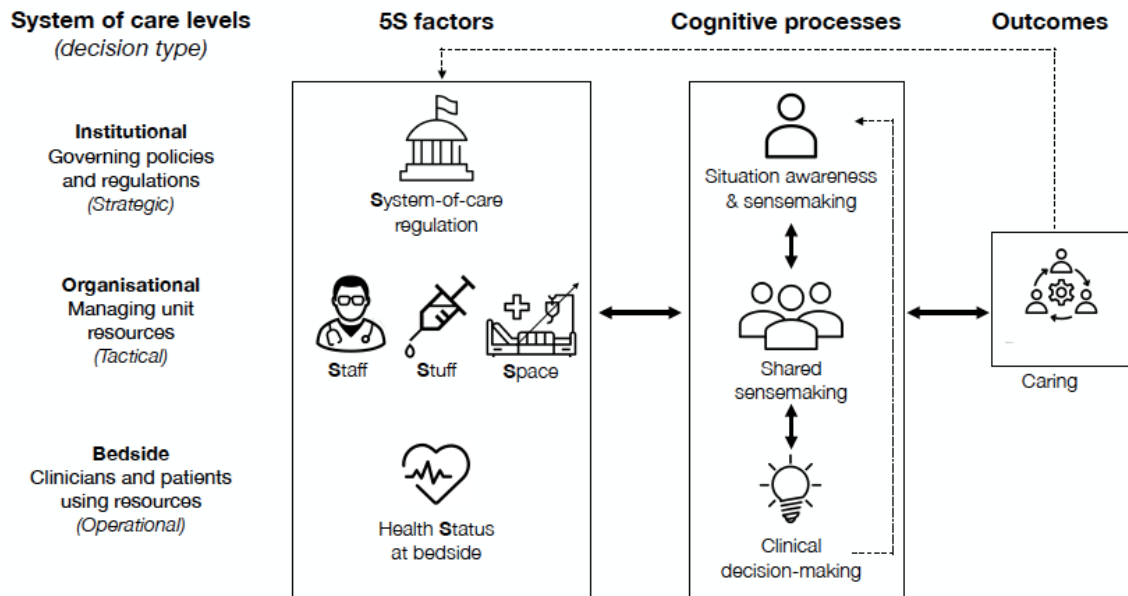 System of care levels
(decision type)
5S factors
Cognitive processes
Outcomes
Institutional
Governing policies
and regulations
(Strategic)
System-of-care
regulation
Situation awareness
& sensemaking
Organisational
Managing unit
resources
(Tactical)
Staff
Stuff
Space
Shared
sensemaking
Caring
Bedside
Clinicians and patients
using resources
(Operational)
Health Status
at bedside
Clinical
decision-making